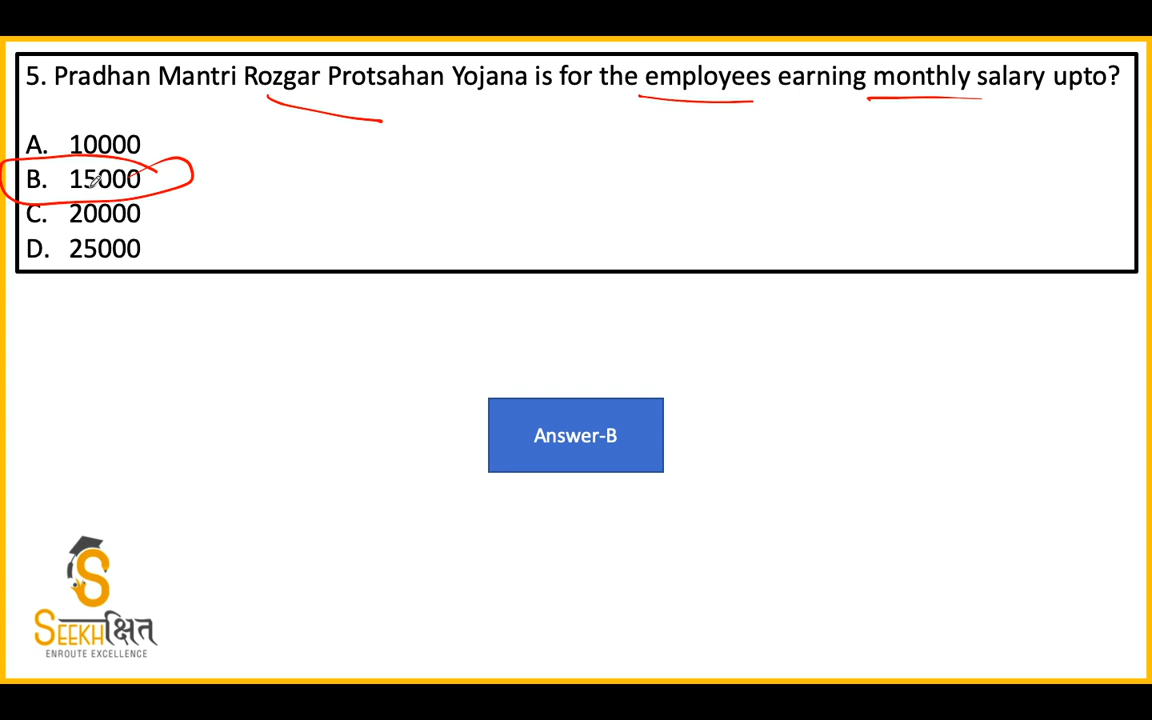 5. Pradhan Mantri Rozgar Protsahan Yojana is for the employees earning monthly salary upto?
A. 10000
B. 15000
C. 20000
D. 25000
Answer-B
S
SEEKHक्षित
ENROUTE EXCELLENCE